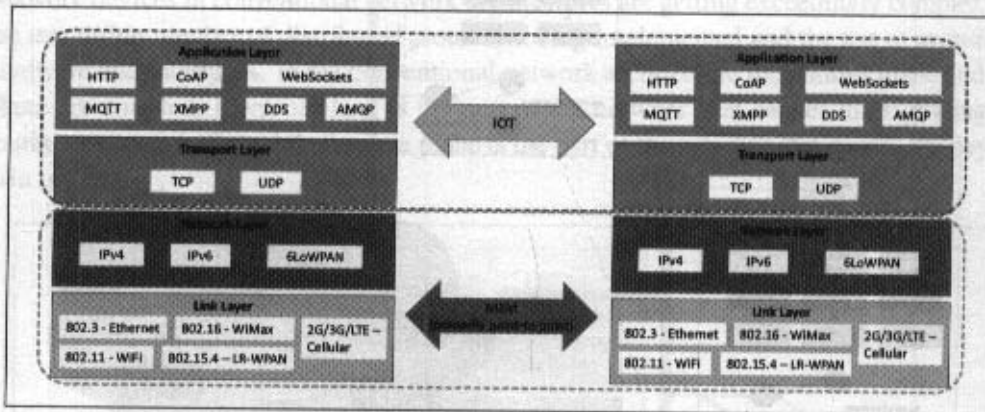 Application Layer
HTTP CoAP WebSockets
MQTT XMPP DDS AMQP
Transport Layer
TCP UDP
Network Layer
IPv4 IPv6 6LoWPAN
Link Layer
802.3 - Ethernet 802.16 - WiMax 2G/3G/LTE –
Cellular
802.11 - WiFi 802.15.4 – LR-WPAN
IOT
Application Layer
HTTP CoAP WebSockets
MQTT XMPP DDS AMQP
Transport Layer
TCP UDP
Network Layer
IPv4 IPv6 6LoWPAN
Link Layer
802.3 - Ethernet 802.16 - WiMax 2G/3G/LTE –
Cellular
802.11 - WiFi 802.15.4 – LR-WPAN